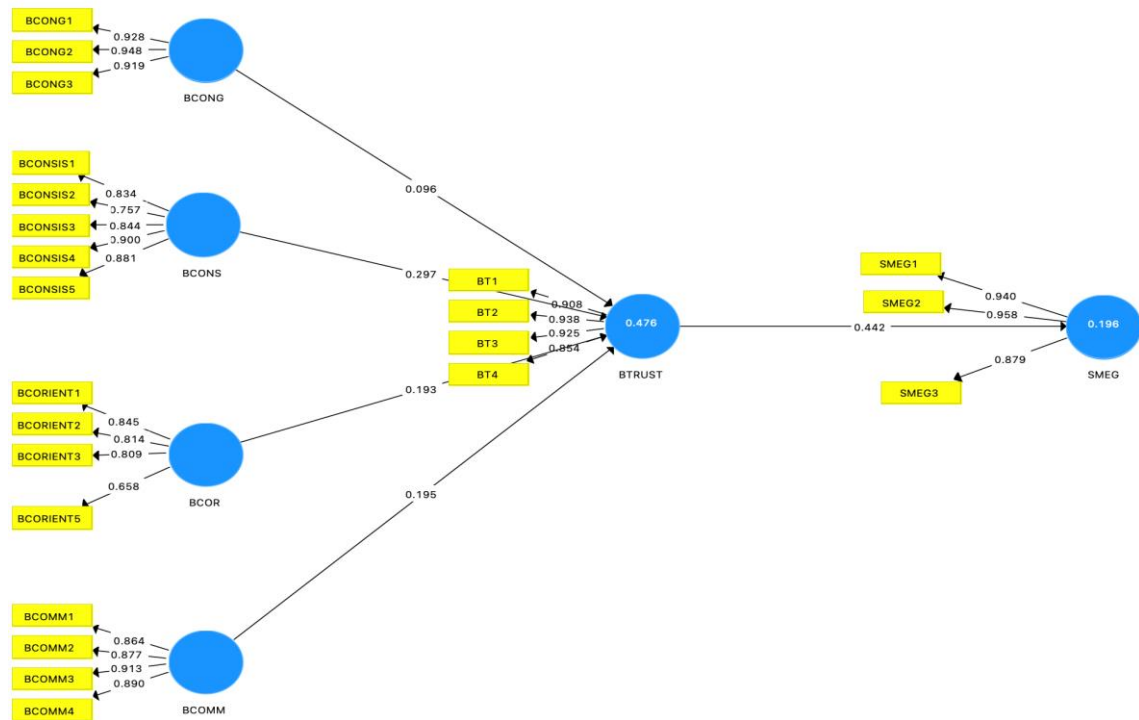 BCONG1
0.928
BCONG2
0.948
BCONG3
0.919
BCONG
BCONSIS1
0.834
BCONSIS2
0.757
BCONSIS3
0.844
BCONSIS4
0.900
BCONSIS5
0.881
BCONS
BCORIENT1
0.845
BCORIENT2
0.814
BCORIENT3
0.809
BCORIENT5
0.658
BCOR
BCOMM1
0.864
BCOMM2
0.877
BCOMM3
0.913
BCOMM4
0.890
BCOMM
0.096
0.297
0.193
0.195
BT1
0.908
BT2
0.938
BT3
0.925
BT4
0.854
0.476
BTRUST
0.442
SMEG1
0.940
SMEG2
0.958
SMEG3
0.879
0.196
SMEG